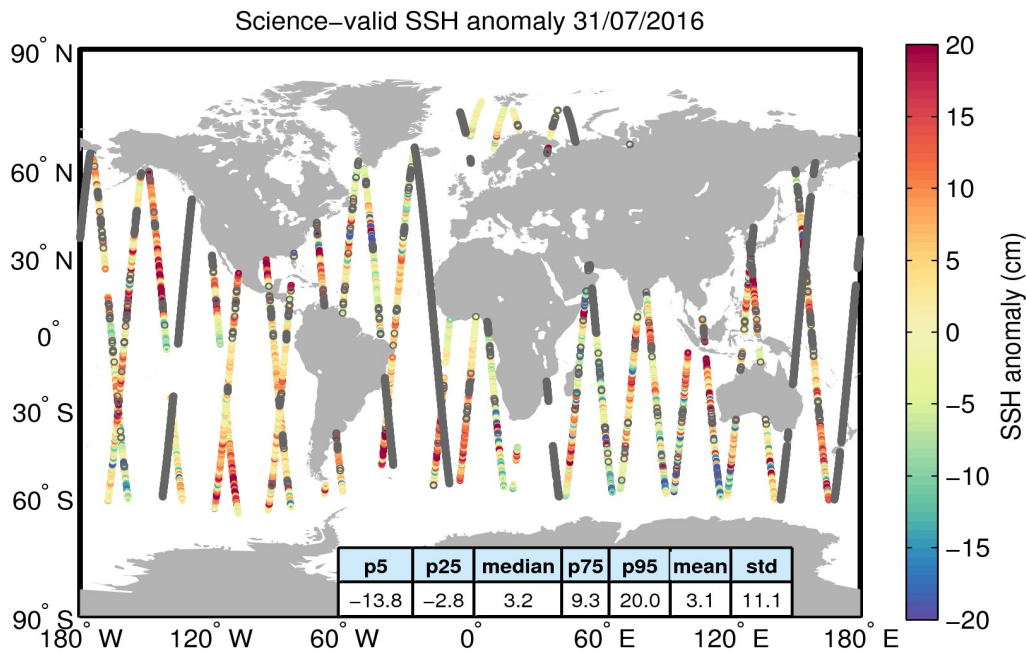 Science−valid SSH anomaly 31/07/2016
90° N
60° N
30° N
0°
30° S
60° S
90° S
180° W
120° W
60° W
0°
60° E
120° E
180° E
p5 p25 median p75 p95 mean std
−13.8 −2.8 3.2 9.3 20.0 3.1 11.1
20
15
10
5
0
−5
−10
−15
−20
SSH anomaly (cm)